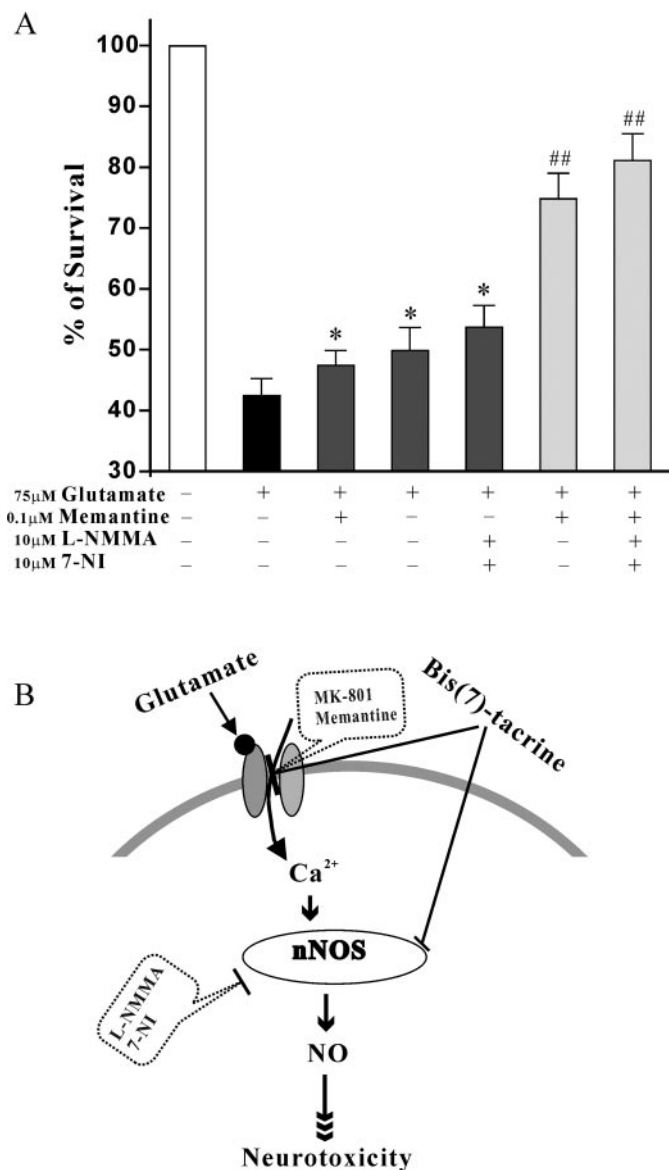 A
% of Survival
100
90
80
70
60
50
40
30
*
*
*
##
##
75µM Glutamate – + + + + + +
0.1µM Memantine – – + – – + +
10µM L-NMMA – – – – + – +
10µM 7-NI – – – – + – +
B
Glutamate
MK-801
Memantine
Bis(7)-tacrine
Ca²⁺
nNOS
L-NMMA
7-NI
NO
Neurotoxicity